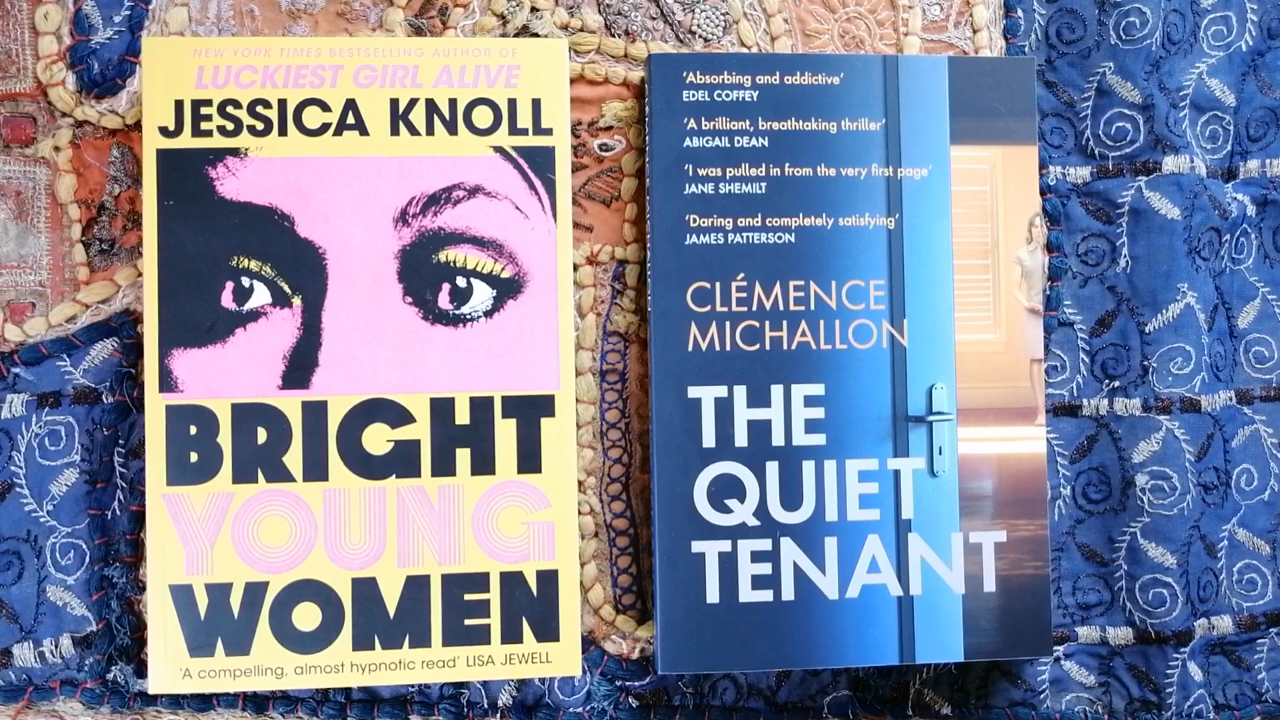 NEW YORK TIMES BESTSELLING AUTHOR OF
LUCKIEST GIRL ALIVE
JESSICA KNOLL
BRIGHT
YOUNG
WOMEN
'A compelling, almost hypnotic read' LISA JEWELL
'Absorbing and addictive'
EDEL COFFEY
'A brilliant, breathtaking thriller'
ABIGAIL DEAN
'I was pulled in from the very first page'
JANE SHEMILT
'Daring and completely satisfying'
JAMES PATTERSON
CLÉMENCE
MICHALLON
THE
QUIET
TENANT